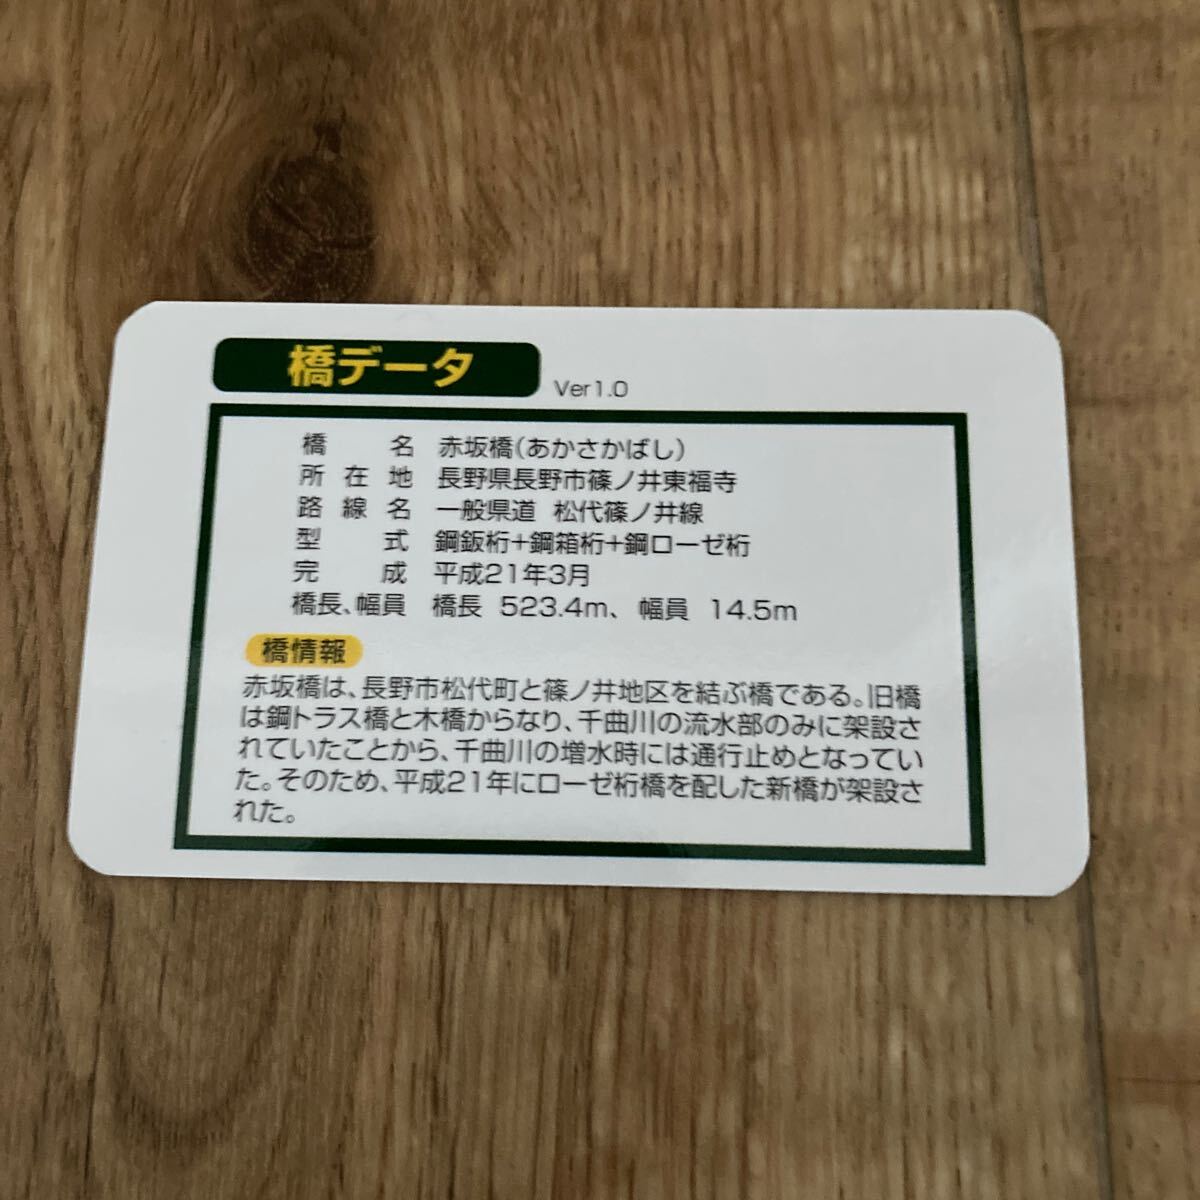 橋データ Ver1.0
橋名 赤坂橋(あかさかばし)
所在地 長野県長野市篠ノ井東福寺
路線名 一般県道 松代篠ノ井線
型式 鋼鈑桁+鋼箱桁+鋼ローゼ桁
完成 平成21年3月
橋長、幅員 橋長 523.4m、幅員 14.5m
橋情報
赤坂橋は、長野市松代町と篠ノ井地区を結ぶ橋である。旧橋
は鋼トラス橋と木橋からなり、千曲川の流水部のみに架設さ
れていたことから、千曲川の増水時には通行止めとなってい
た。そのため、平成21年にローゼ桁橋を配した新橋が架設さ
れた。